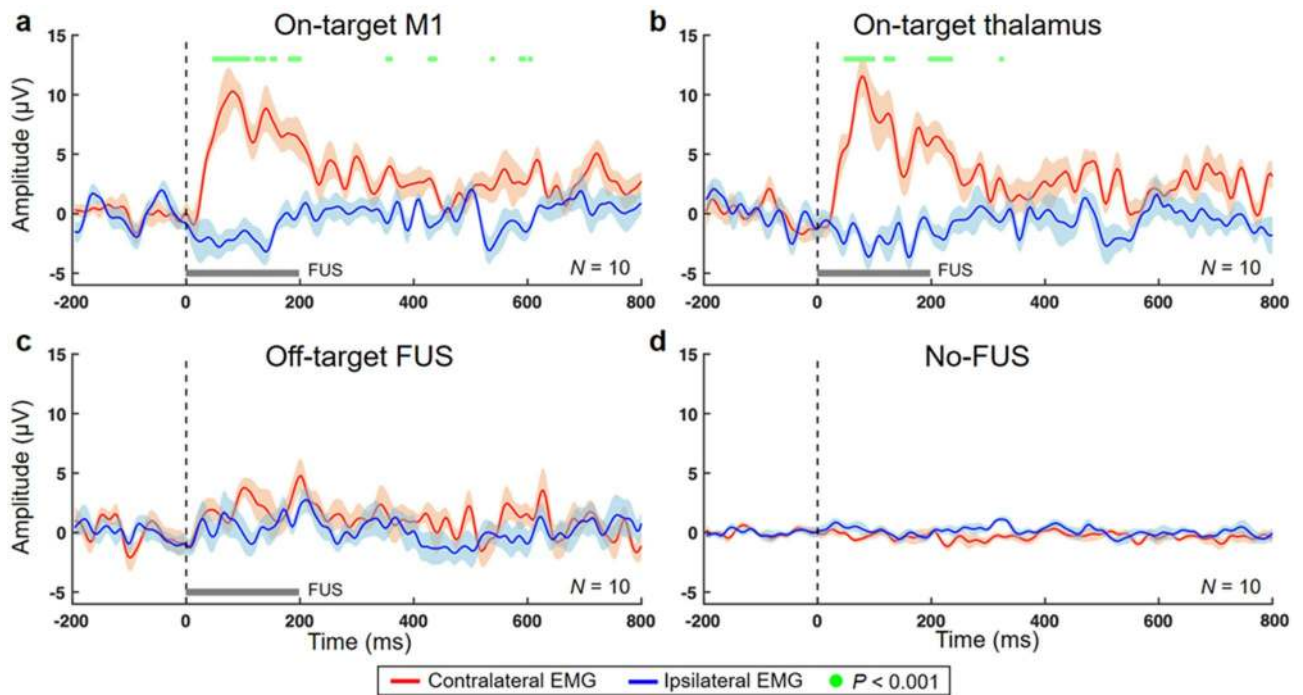 a
On-target M1
15
10
5
0
-5
Amplitude (μV)
FUS
N = 10
-200 0 200 400 600 800
b
On-target thalamus
15
10
5
0
-5
FUS
N = 10
-200 0 200 400 600 800
c
Off-target FUS
15
10
5
0
-5
Amplitude (μV)
FUS
N = 10
-200 0 200 400 600 800
Time (ms)
d
No-FUS
15
10
5
0
-5
N = 10
-200 0 200 400 600 800
Time (ms)
Contralateral EMG Ipsilateral EMG P < 0.001